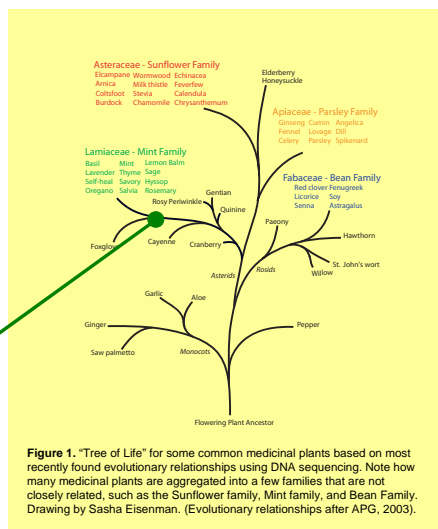 Asteraceae - Sunflower Family
Elcampane Wormwood Echinacea
Arnica Milk thistle Feverfew
Coltsfoot Stevia Calendula
Burdock Chamomile Chrysanthemum
Elderberry
Honeysuckle
Apiaceae - Parsley Family
Ginseng Cumin Angelica
Fennel Lovage Dill
Celery Parsley Spikenard
Lamiaceae - Mint Family
Basil Mint Lemon Balm
Lavender Thyme Sage
Self-heal Savory Hyssop
Oregano Salvia Rosemary
Fabaceae - Bean Family
Red clover Fenugreek
Licorice Soy
Senna Astragalus
Gentian
Rosy Periwinkle
Quinine
Paeony
Foxglove
Cayenne
Cranberry
Hawthorn
St. John's wort
Willow
Asterids
Rosids
Garlic
Aloe
Ginger
Saw palmetto
Monocots
Pepper
Flowering Plant Ancestor
Figure 1. "Tree of Life" for some common medicinal plants based on most
recently found evolutionary relationships using DNA sequencing. Note how
many medicinal plants are aggregated into a few families that are not
closely related, such as the Sunflower family, Mint family, and Bean Family.
Drawing by Sasha Eisenman. (Evolutionary relationships after APG, 2003).